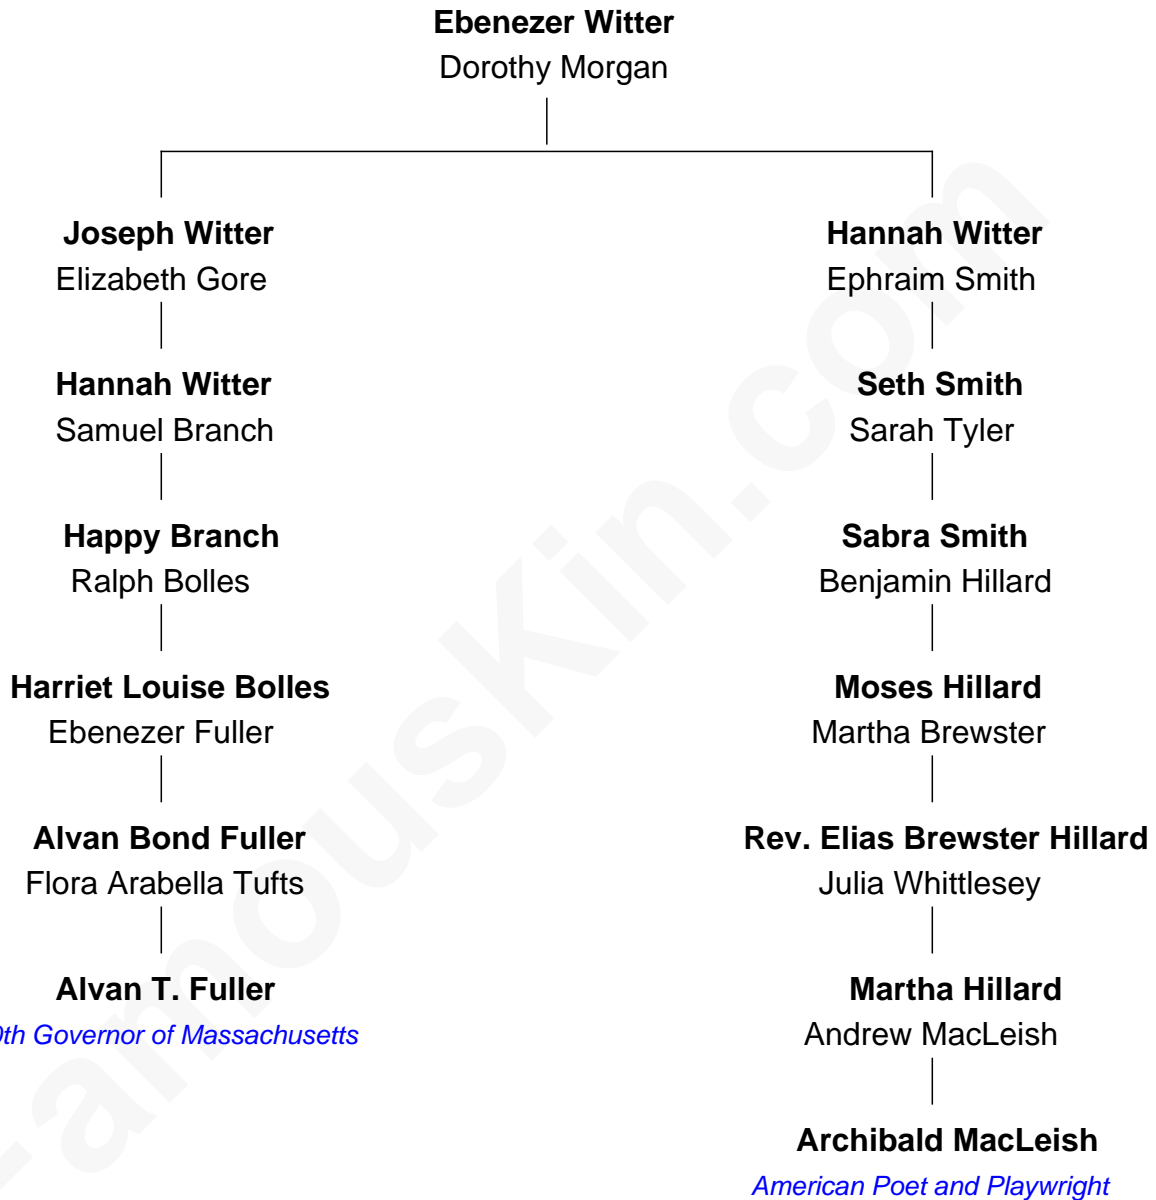 Ebenezer Witter
Dorothy Morgan
Joseph Witter
Elizabeth Gore
Hannah Witter
Ephraim Smith
Hannah Witter
Samuel Branch
Seth Smith
Sarah Tyler
Happy Branch
Ralph Bolles
Sabra Smith
Benjamin Hillard
Harriet Louise Bolles
Ebenezer Fuller
Moses Hillard
Martha Brewster
Alvan Bond Fuller
Flora Arabella Tufts
Rev. Elias Brewster Hillard
Julia Whittlesey
Alvan T. Fuller
0th Governor of Massachusetts
Martha Hillard
Andrew MacLeish
Archibald MacLeish
American Poet and Playwright
FamousKin.com